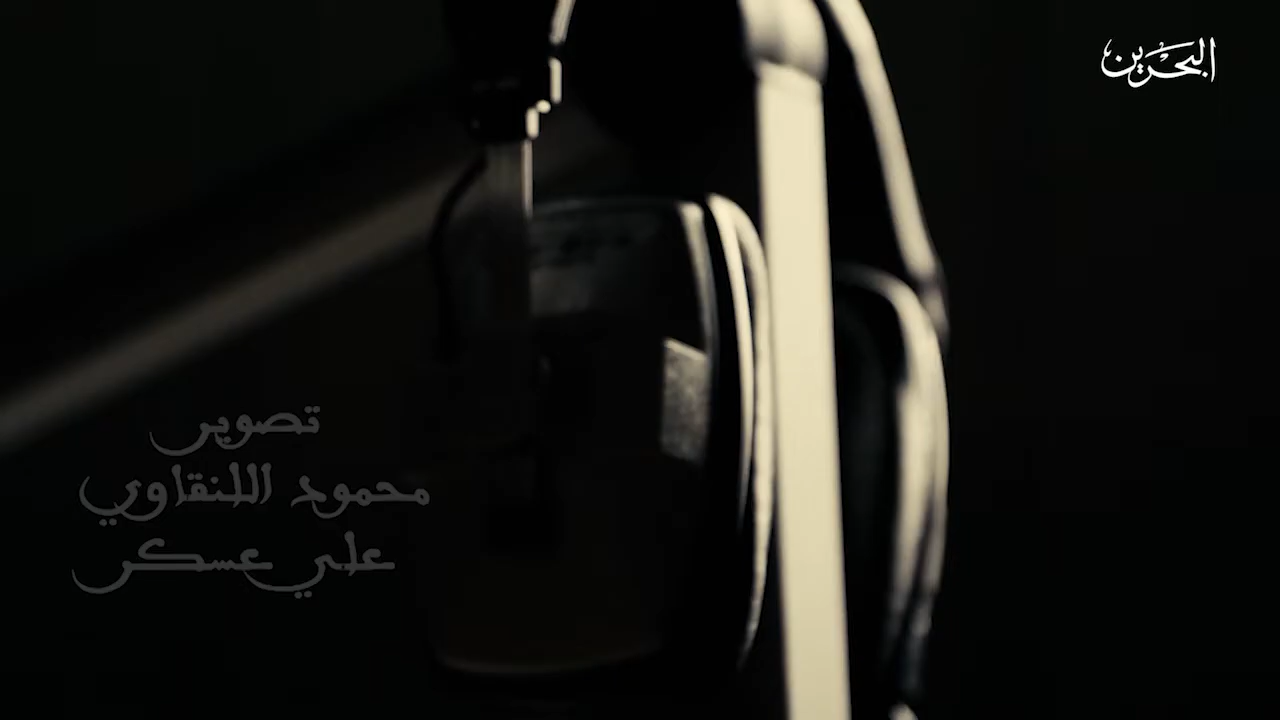 البحرين
تصوير
محمود اللنقاوي
علي عسكر